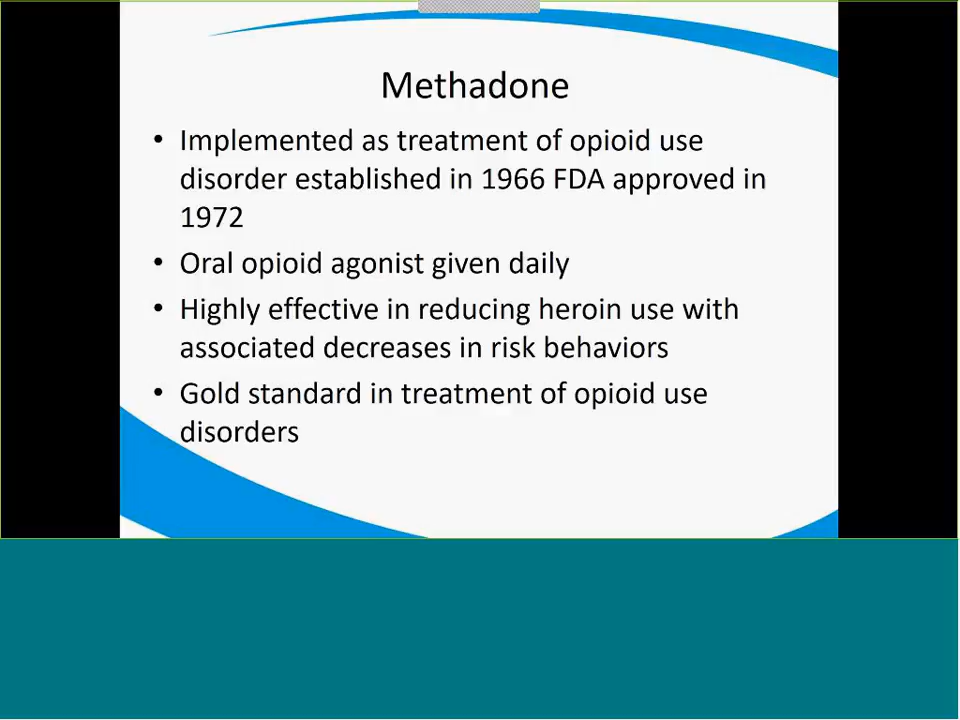 Methadone
• Implemented as treatment of opioid use
disorder established in 1966 FDA approved in
1972
• Oral opioid agonist given daily
• Highly effective in reducing heroin use with
associated decreases in risk behaviors
• Gold standard in treatment of opioid use
disorders